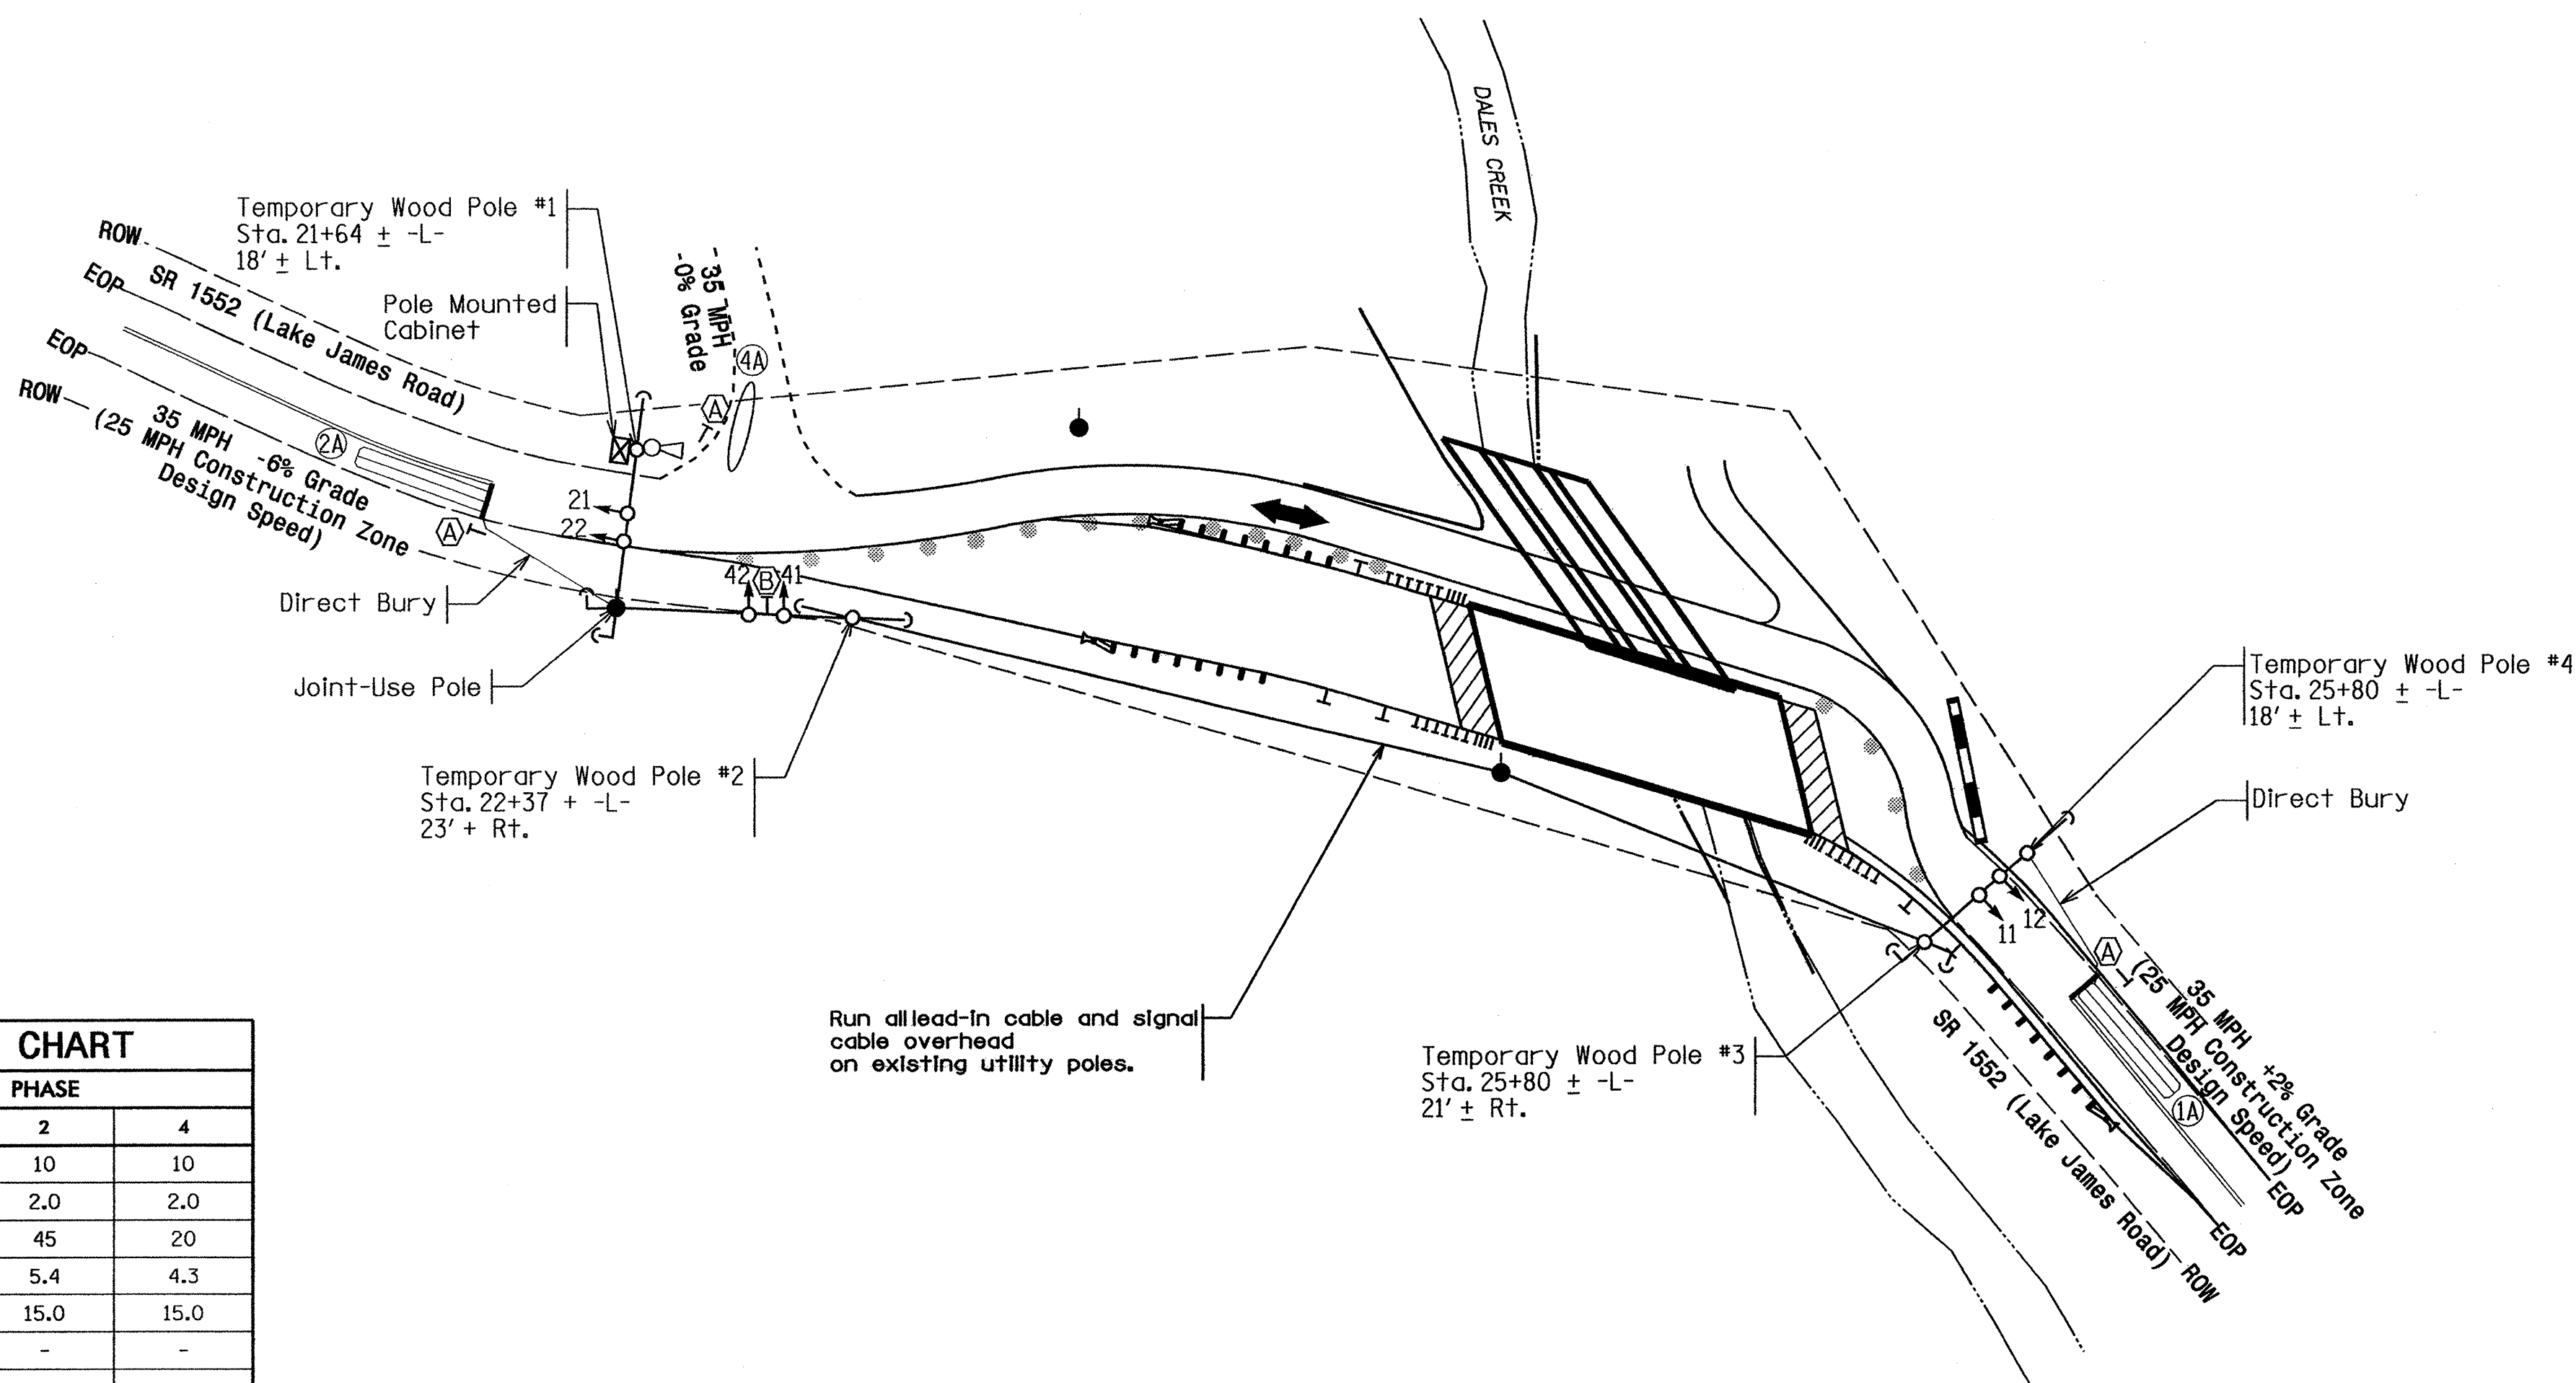 DALES CREEK
Temporary Wood Pole #1
Sta. 21+64 ± -L-
18' ± Lt.
Pole Mounted
Cabinet
ROW
EOP
SR 1552 (Lake James Road)
EOP
ROW
35 MPH -6% Grade
(25 MPH Construction Zone
Design Speed)
35 MPH
-0% Grade
4A
A
2A
A
21
22
42
B
41
Direct Bury
Joint-Use Pole
Temporary Wood Pole #2
Sta. 22+37 + -L-
23' + Rt.
Run all lead-in cable and signal
cable overhead
on existing utility poles.
Temporary Wood Pole #4
Sta. 25+80 ± -L-
18' ± Lt.
Direct Bury
12
11
A
Temporary Wood Pole #3
Sta. 25+80 ± -L-
21' ± Rt.
35 MPH +2% Grade
(25 MPH Construction Zone
Design Speed)
1A
SR 1552 (Lake James Road)
EOP
EOP
ROW
CHART
PHASE
2 4
10 10
2.0 2.0
45 20
5.4 4.3
15.0 15.0
- -